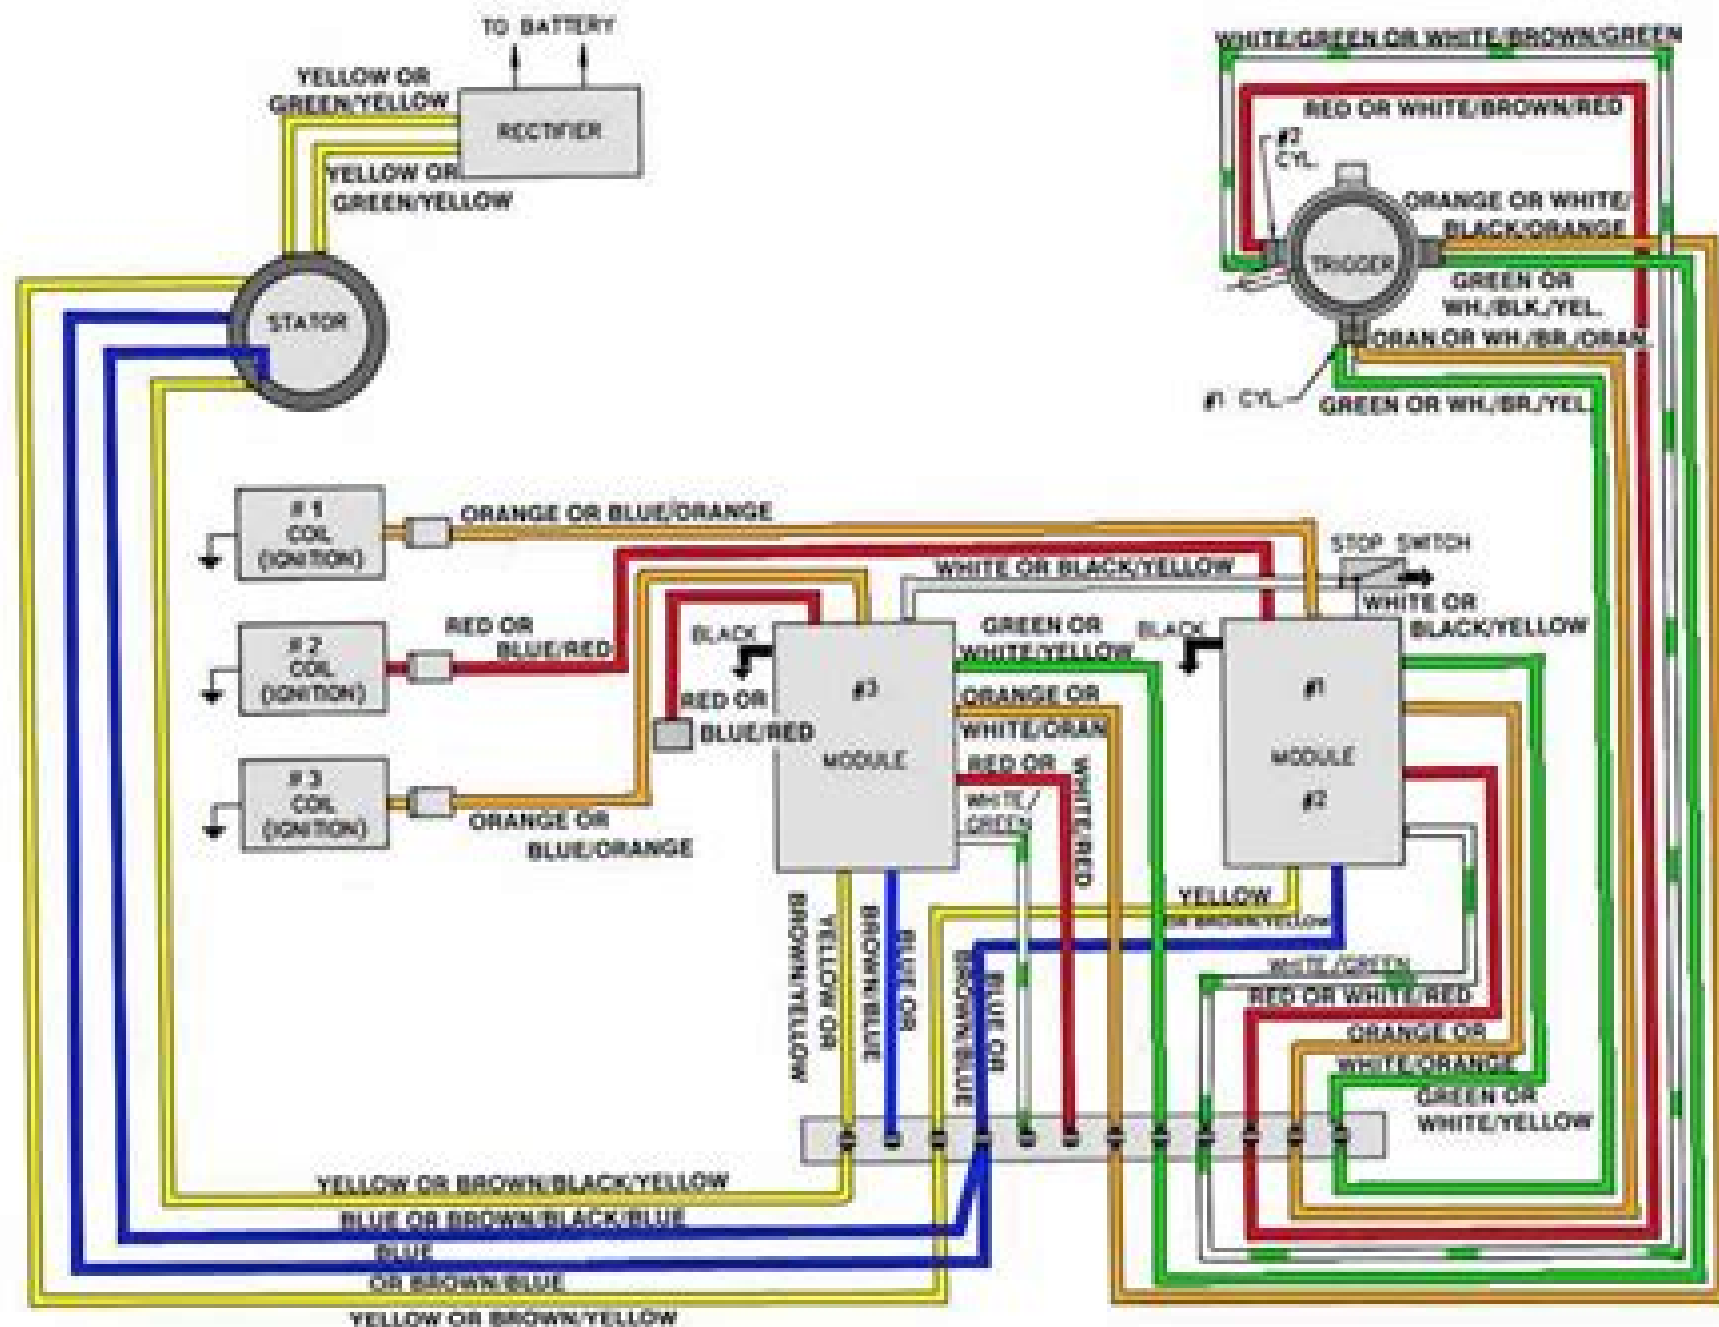 TO BATTERY
YELLOW OR
GREEN/YELLOW
RECTIFIER
YELLOW OR
GREEN/YELLOW
STATOR
WHITE/GREEN OR WHITE/BROWN/GREEN
RED OR WHITE/BROWN/RED
#2
CYL.
ORANGE OR WHITE/
BLACK/ORANGE
TRIGGER
GREEN OR
WH./BLK./YEL.
ORAN OR WH./BR./ORAN.
#1 CYL.
GREEN OR WH./BR./YEL.
#1
COIL
(IGNITION)
ORANGE OR BLUE/ORANGE
STOP SWITCH
WHITE OR BLACK/YELLOW
WHITE OR
BLACK/YELLOW
#2
COIL
(IGNITION)
RED OR
BLUE/RED
BLACK
GREEN OR
WHITE/YELLOW
BLACK
RED OR
BLUE/RED
#3
MODULE
ORANGE OR
WHITE/ORAN
RED OR
WHITE/RED
WHITE/
GREEN
#1
MODULE
#2
#3
COIL
(IGNITION)
ORANGE OR
BLUE/ORANGE
YELLOW
OR BROWN/YELLOW
YELLOW OR
BROWN/YELLOW
BLUE OR
BROWN/BLUE
BLUE OR
BROWN/BLUE
WHITE/GREEN
RED OR WHITE/RED
ORANGE OR
WHITE/ORANGE
GREEN OR
WHITE/YELLOW
YELLOW OR BROWN/BLACK/YELLOW
BLUE OR BROWN/BLACK/BLUE
BLUE
OR BROWN/BLUE
YELLOW OR BROWN/YELLOW